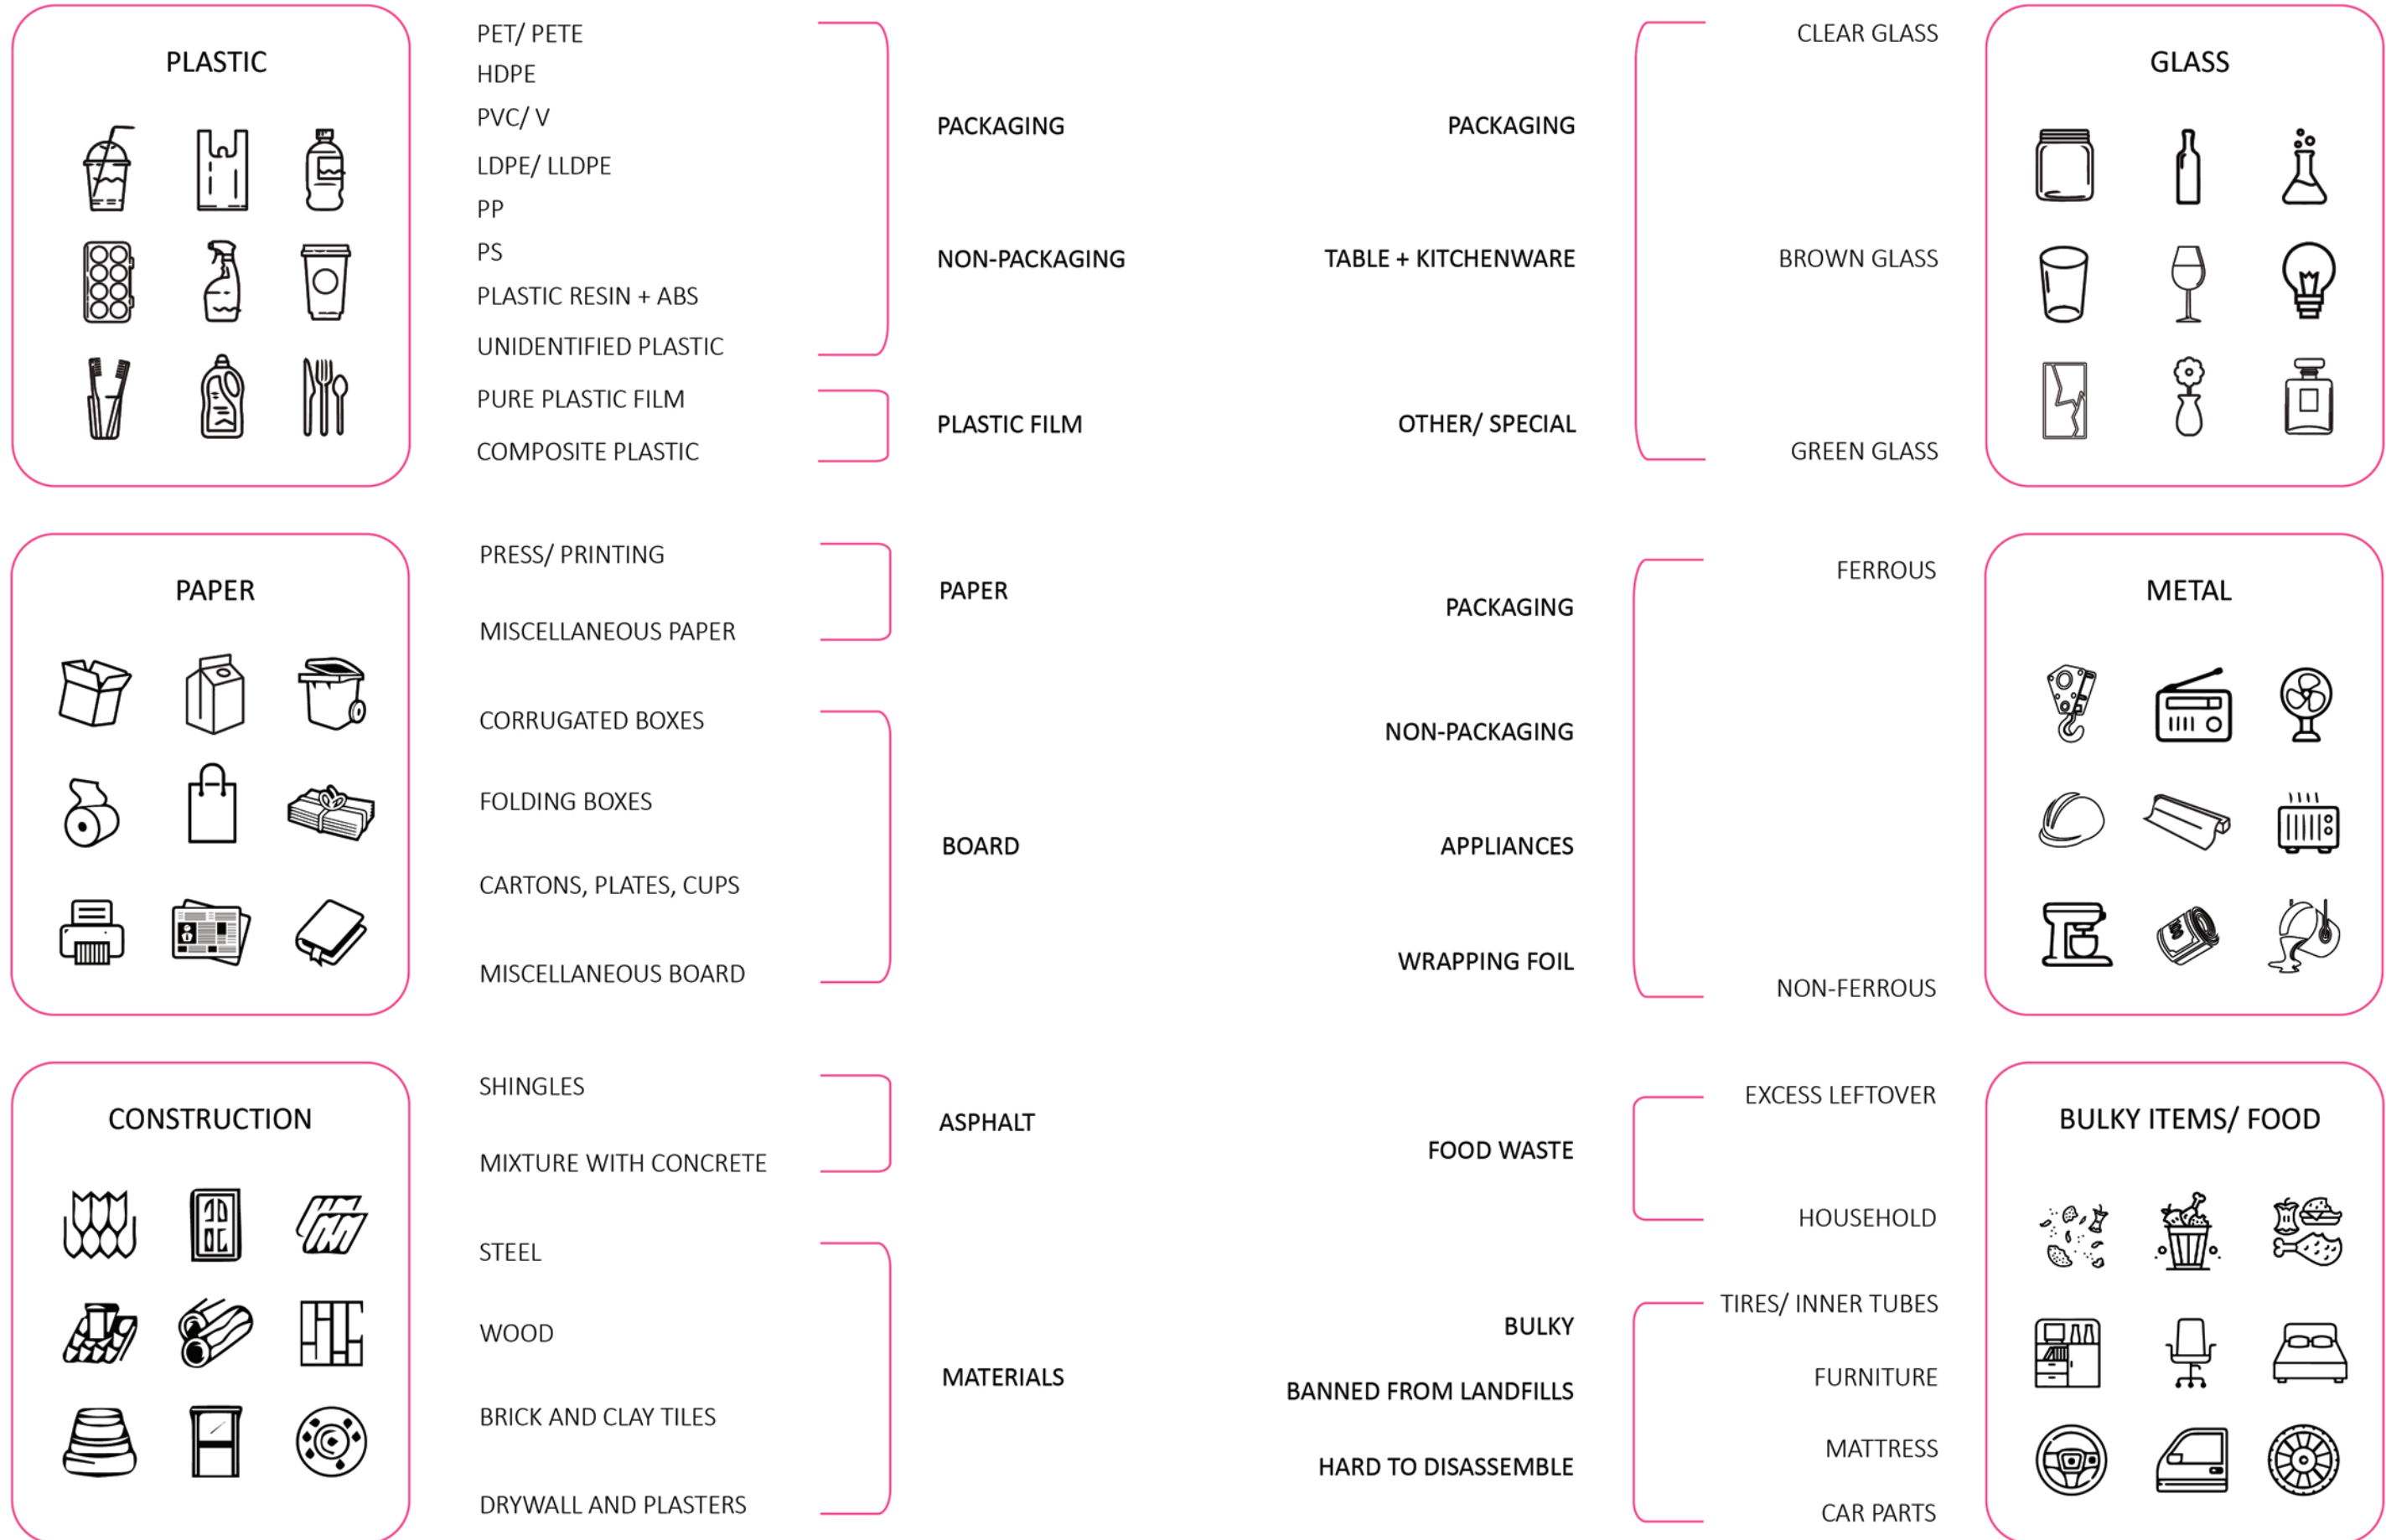 PLASTIC
PET/ PETE
HDPE
PVC/ V
LDPE/ LLDPE
PP
PS
PLASTIC RESIN + ABS
UNIDENTIFIED PLASTIC
PURE PLASTIC FILM
COMPOSITE PLASTIC
PACKAGING
NON-PACKAGING
PLASTIC FILM
PACKAGING
TABLE + KITCHENWARE
OTHER/ SPECIAL
CLEAR GLASS
BROWN GLASS
GREEN GLASS
GLASS
PAPER
PRESS/ PRINTING
MISCELLANEOUS PAPER
CORRUGATED BOXES
FOLDING BOXES
CARTONS, PLATES, CUPS
MISCELLANEOUS BOARD
PAPER
BOARD
PACKAGING
NON-PACKAGING
APPLIANCES
WRAPPING FOIL
FERROUS
NON-FERROUS
METAL
CONSTRUCTION
SHINGLES
MIXTURE WITH CONCRETE
STEEL
WOOD
BRICK AND CLAY TILES
DRYWALL AND PLASTERS
ASPHALT
MATERIALS
FOOD WASTE
BULKY
BANNED FROM LANDFILLS
HARD TO DISASSEMBLE
EXCESS LEFTOVER
HOUSEHOLD
TIRES/ INNER TUBES
FURNITURE
MATTRESS
CAR PARTS
BULKY ITEMS/ FOOD